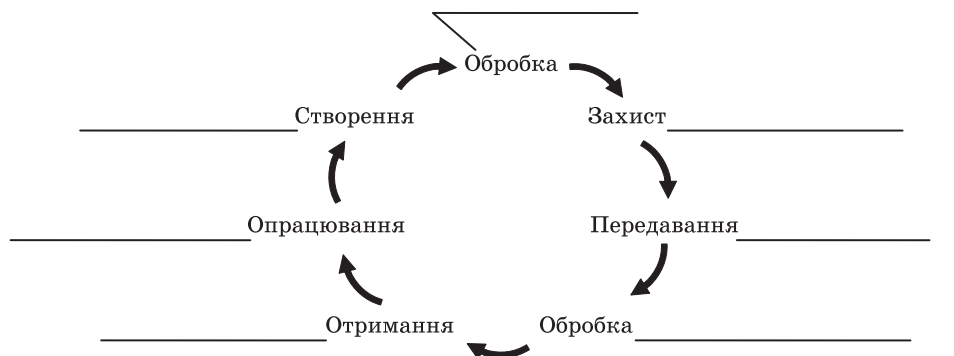 Обробка
Створення
Захист
Опрацювання
Передавання
Отримання
Обробка